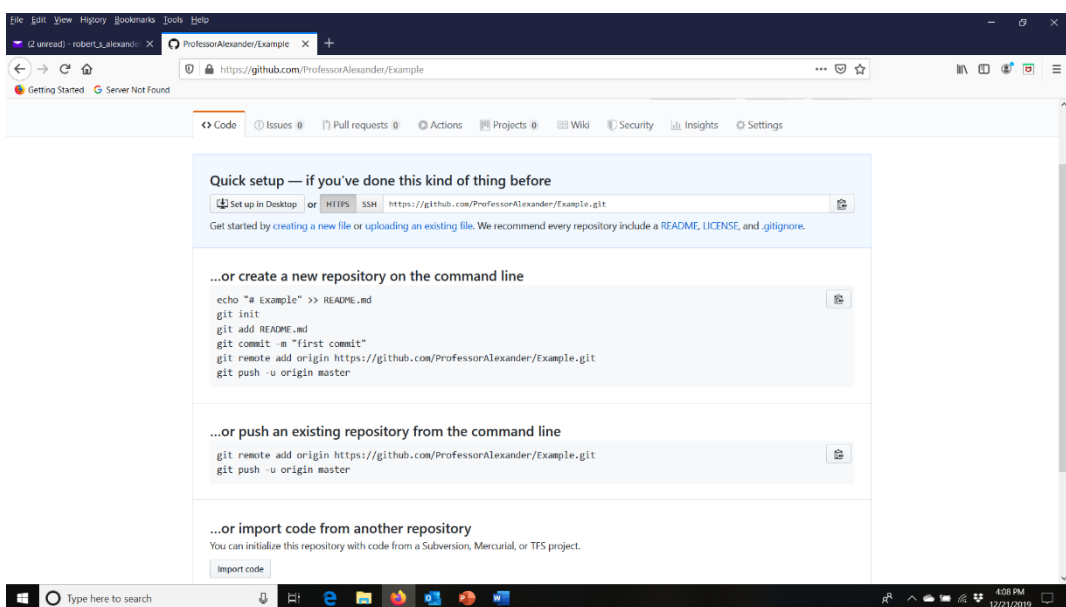 File Edit View History Bookmarks Tools Help
(2 unread) - robert_s_alexander
ProfessorAlexander/Example
https://github.com/ProfessorAlexander/Example
Getting Started Server Not Found
Code Issues 0 Pull requests 0 Actions Projects 0 Wiki Security Insights Settings
Quick setup — if you've done this kind of thing before
Set up in Desktop or HTTPS SSH https://github.com/ProfessorAlexander/Example.git
Get started by creating a new file or uploading an existing file. We recommend every repository include a README, LICENSE, and .gitignore.
...or create a new repository on the command line
echo "# Example" >> README.md
git init
git add README.md
git commit -m "first commit"
git remote add origin https://github.com/ProfessorAlexander/Example.git
git push -u origin master
...or push an existing repository from the command line
git remote add origin https://github.com/ProfessorAlexander/Example.git
git push -u origin master
...or import code from another repository
You can initialize this repository with code from a Subversion, Mercurial, or TFS project.
Import code
Type here to search
4:08 PM
12/21/2019